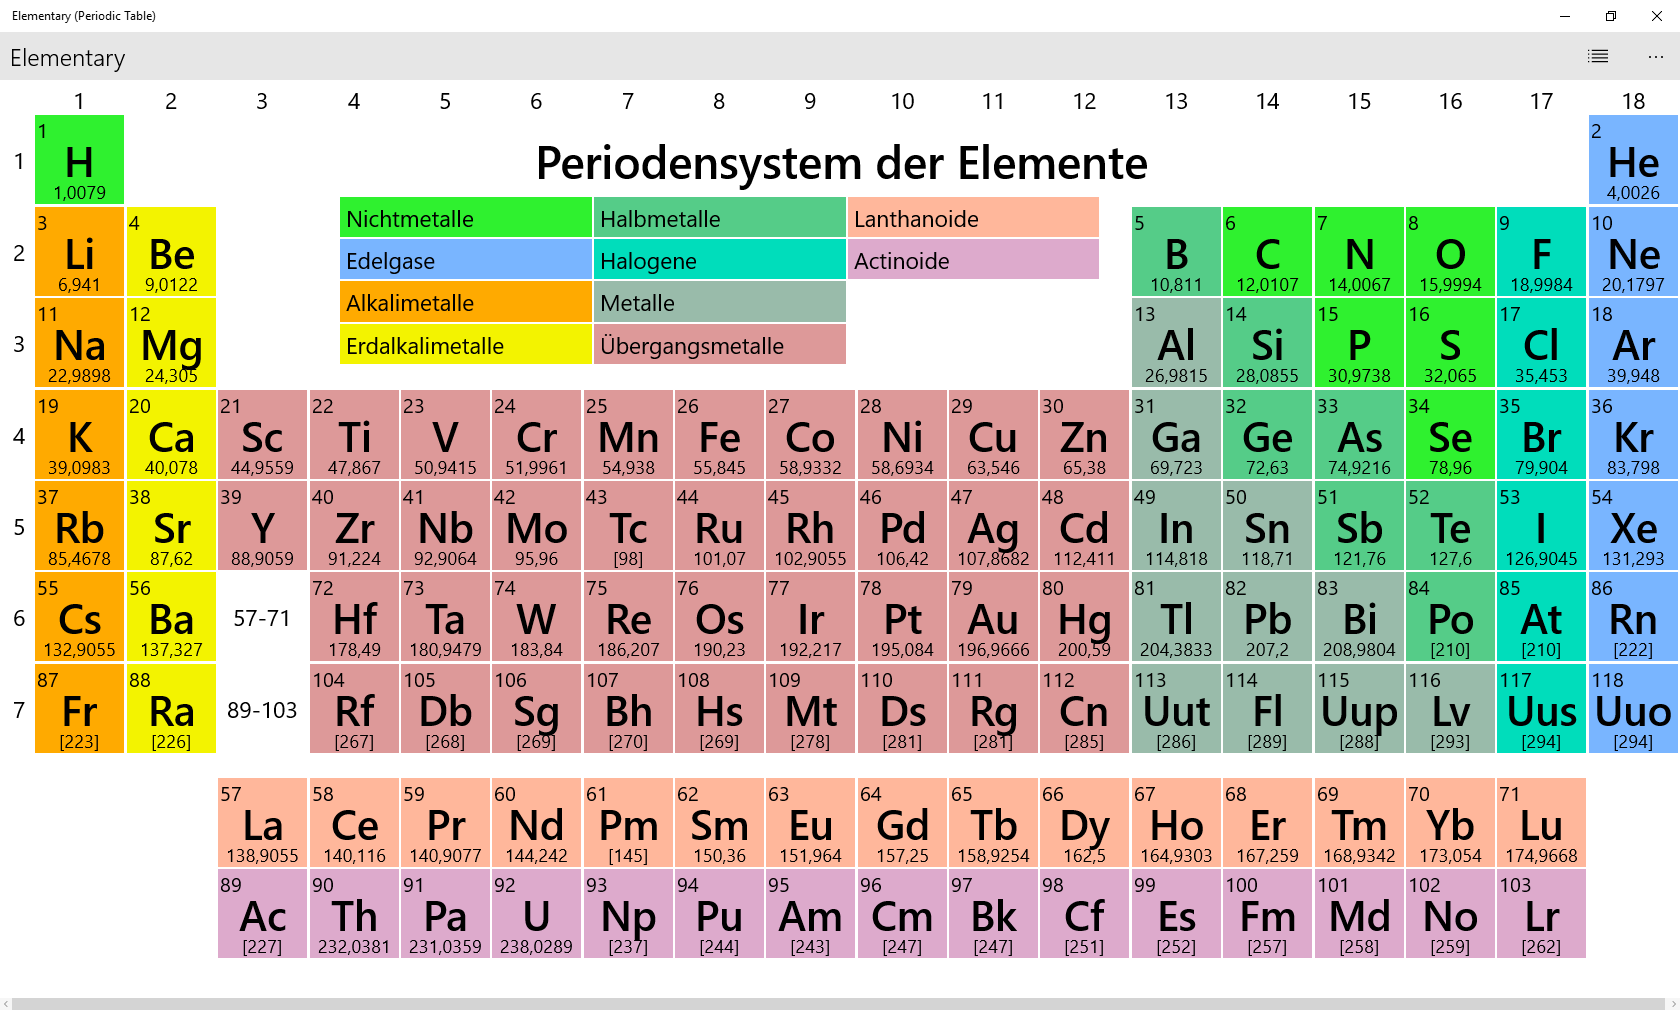 Elementary (Periodic Table)
Elementary
1 2 3 4 5 6 7 8 9 10 11 12 13 14 15 16 17 18
Periodensystem der Elemente
Nichtmetalle Halbmetalle Lanthanoide
Edelgase Halogene Actinoide
Alkalimetalle Metalle
Erdalkalimetalle Übergangsmetalle
1 2
1 H He
1,0079 4,0026
3 4 5 6 7 8 9 10
2 Li Be B C N O F Ne
6,941 9,0122 10,811 12,0107 14,0067 15,9994 18,9984 20,1797
11 12 13 14 15 16 17 18
3 Na Mg Al Si P S Cl Ar
22,9898 24,305 26,9815 28,0855 30,9738 32,065 35,453 39,948
19 20 21 22 23 24 25 26 27 28 29 30 31 32 33 34 35 36
4 K Ca Sc Ti V Cr Mn Fe Co Ni Cu Zn Ga Ge As Se Br Kr
39,0983 40,078 44,9559 47,867 50,9415 51,9961 54,938 55,845 58,9332 58,6934 63,546 65,38 69,723 72,63 74,9216 78,96 79,904 83,798
37 38 39 40 41 42 43 44 45 46 47 48 49 50 51 52 53 54
5 Rb Sr Y Zr Nb Mo Tc Ru Rh Pd Ag Cd In Sn Sb Te I Xe
85,4678 87,62 88,9059 91,224 92,9064 95,96 [98] 101,07 102,9055 106,42 107,8682 112,411 114,818 118,71 121,76 127,6 126,9045 131,293
55 56 72 73 74 75 76 77 78 79 80 81 82 83 84 85 86
6 Cs Ba 57-71 Hf Ta W Re Os Ir Pt Au Hg Tl Pb Bi Po At Rn
132,9055 137,327 178,49 180,9479 183,84 186,207 190,23 192,217 195,084 196,9666 200,59 204,3833 207,2 208,9804 [210] [210] [222]
87 88 104 105 106 107 108 109 110 111 112 113 114 115 116 117 118
7 Fr Ra 89-103 Rf Db Sg Bh Hs Mt Ds Rg Cn Uut Fl Uup Lv Uus Uuo
[223] [226] [267] [268] [269] [270] [269] [278] [281] [281] [285] [286] [289] [288] [293] [294] [294]
57 58 59 60 61 62 63 64 65 66 67 68 69 70 71
La Ce Pr Nd Pm Sm Eu Gd Tb Dy Ho Er Tm Yb Lu
138,9055 140,116 140,9077 144,242 [145] 150,36 151,964 157,25 158,9254 162,5 164,9303 167,259 168,9342 173,054 174,9668
89 90 91 92 93 94 95 96 97 98 99 100 101 102 103
Ac Th Pa U Np Pu Am Cm Bk Cf Es Fm Md No Lr
[227] 232,0381 231,0359 238,0289 [237] [244] [243] [247] [247] [251] [252] [257] [258] [259] [262]